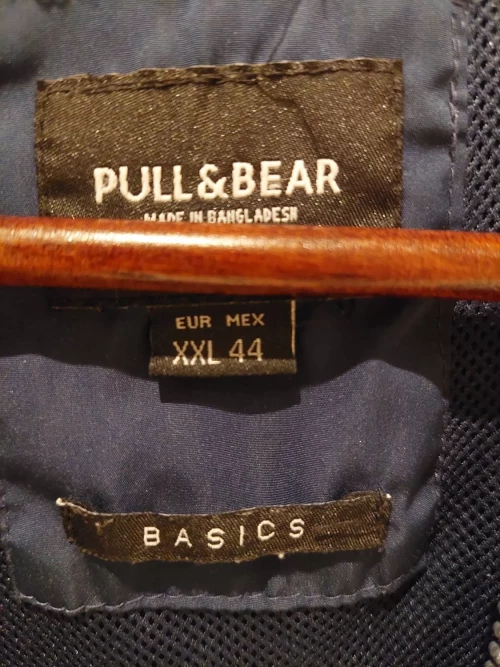 PULL&BEAR
MADE IN BANGLADESH
EUR MEX
XXL 44
BASICS